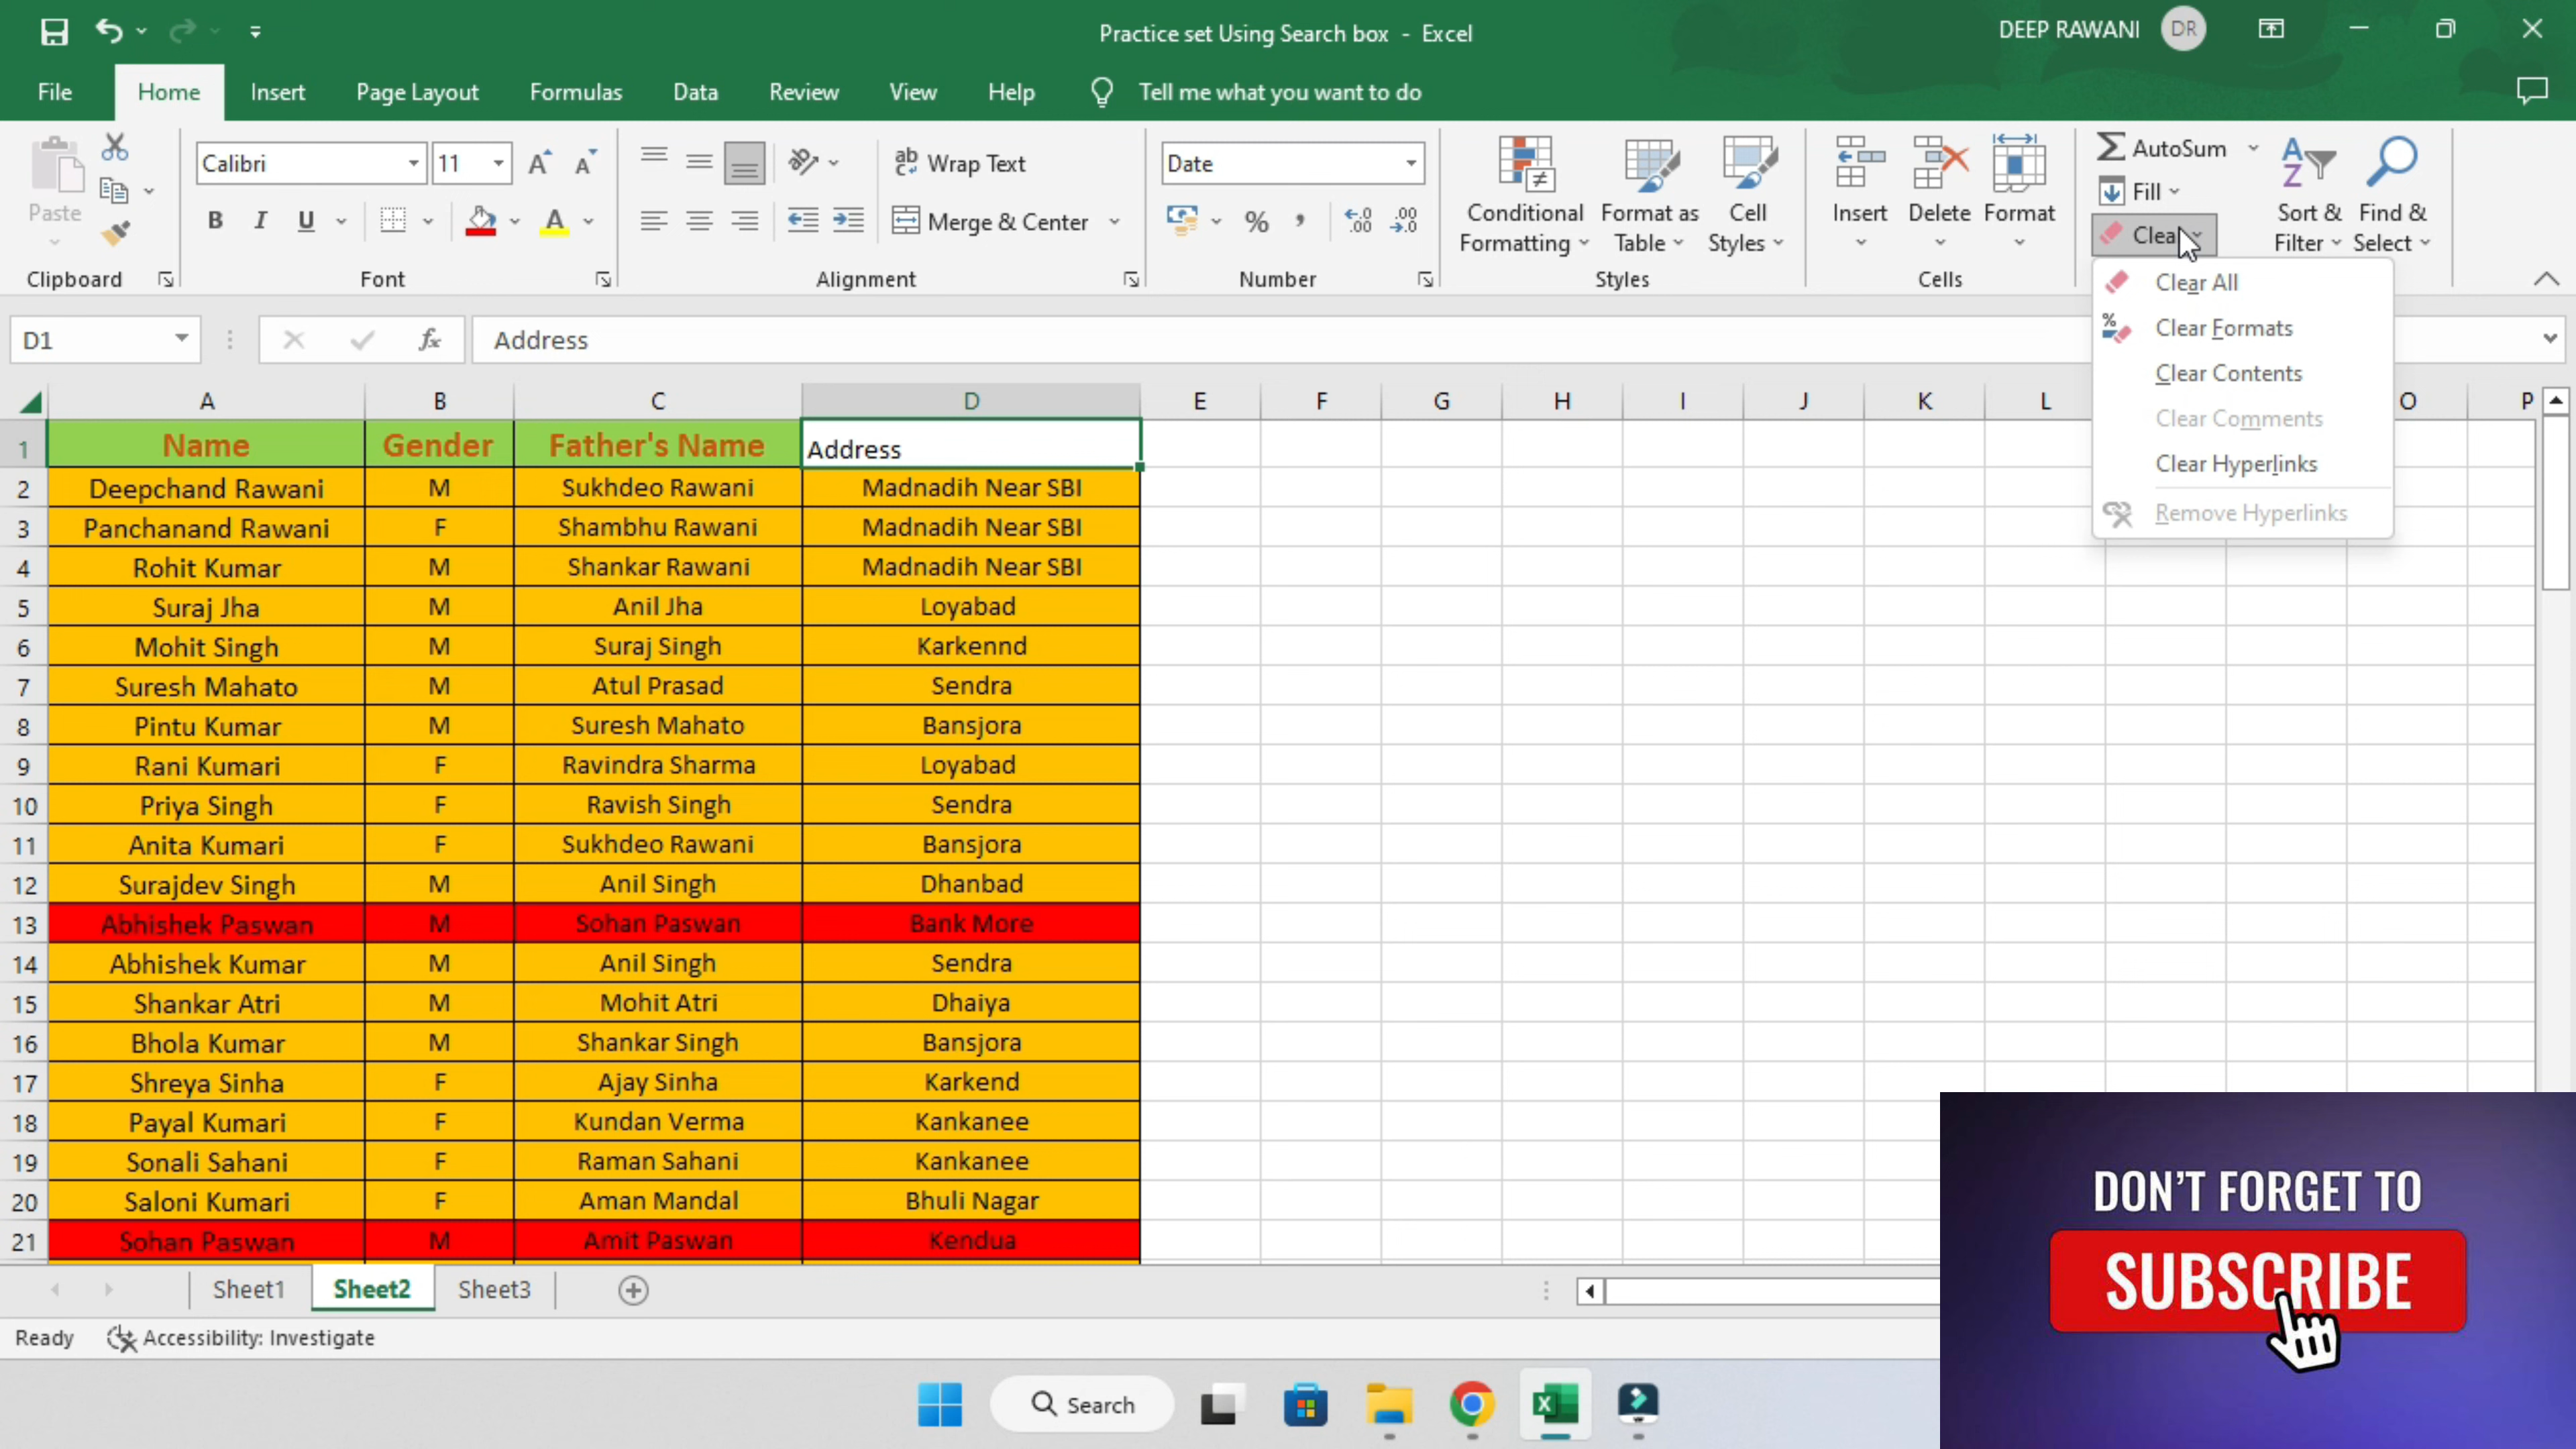 Practice set Using Search box - Excel
DEEP RAWANI DR
File Home Insert Page Layout Formulas Data Review View Help Tell me what you want to do
Paste
Clipboard
Calibri 11
B I U
Font
Wrap Text
Merge & Center
Alignment
Date
Number
Conditional Formatting
Format as Table
Cell Styles
Styles
Insert Delete Format
Cells
AutoSum
Fill
Clear
Sort & Filter
Find & Select
Clear All
Clear Formats
Clear Contents
Clear Comments
Clear Hyperlinks
Remove Hyperlinks
D1 fx Address
A B C D E F G H I J K L O P
1 Name Gender Father's Name Address
2 Deepchand Rawani M Sukhdeo Rawani Madnadih Near SBI
3 Panchanand Rawani F Shambhu Rawani Madnadih Near SBI
4 Rohit Kumar M Shankar Rawani Madnadih Near SBI
5 Suraj Jha M Anil Jha Loyabad
6 Mohit Singh M Suraj Singh Karkennd
7 Suresh Mahato M Atul Prasad Sendra
8 Pintu Kumar M Suresh Mahato Bansjora
9 Rani Kumari F Ravindra Sharma Loyabad
10 Priya Singh F Ravish Singh Sendra
11 Anita Kumari F Sukhdeo Rawani Bansjora
12 Surajdev Singh M Anil Singh Dhanbad
13 Abhishek Paswan M Sohan Paswan Bank More
14 Abhishek Kumar M Anil Singh Sendra
15 Shankar Atri M Mohit Atri Dhaiya
16 Bhola Kumar M Shankar Singh Bansjora
17 Shreya Sinha F Ajay Sinha Karkend
18 Payal Kumari F Kundan Verma Kankanee
19 Sonali Sahani F Raman Sahani Kankanee
20 Saloni Kumari F Aman Mandal Bhuli Nagar
21 Sohan Paswan M Amit Paswan Kendua
Sheet1 Sheet2 Sheet3
Ready Accessibility: Investigate
Search
DON'T FORGET TO
SUBSCRIBE